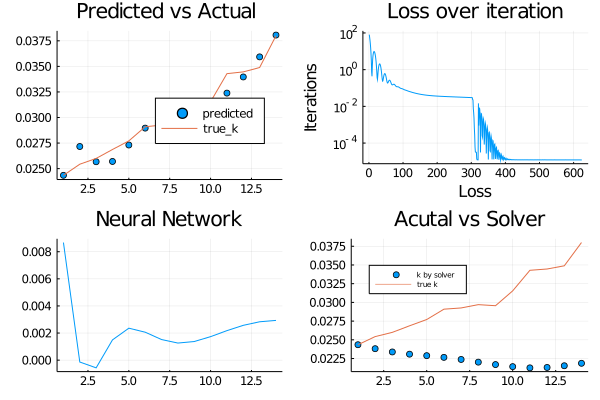 Predicted vs Actual
0.0375
0.0350
0.0325
0.0300
0.0275
0.0250
predicted
true_k
2.5 5.0 7.5 10.0 12.5
Loss over iteration
Iterations
10^2
10^0
10^-2
10^-4
0 100 200 300 400 500 600
Loss
Neural Network
0.008
0.006
0.004
0.002
0.000
2.5 5.0 7.5 10.0 12.5
Acutal vs Solver
0.0375
0.0350
0.0325
0.0300
0.0275
0.0250
0.0225
k by solver
true k
2.5 5.0 7.5 10.0 12.5